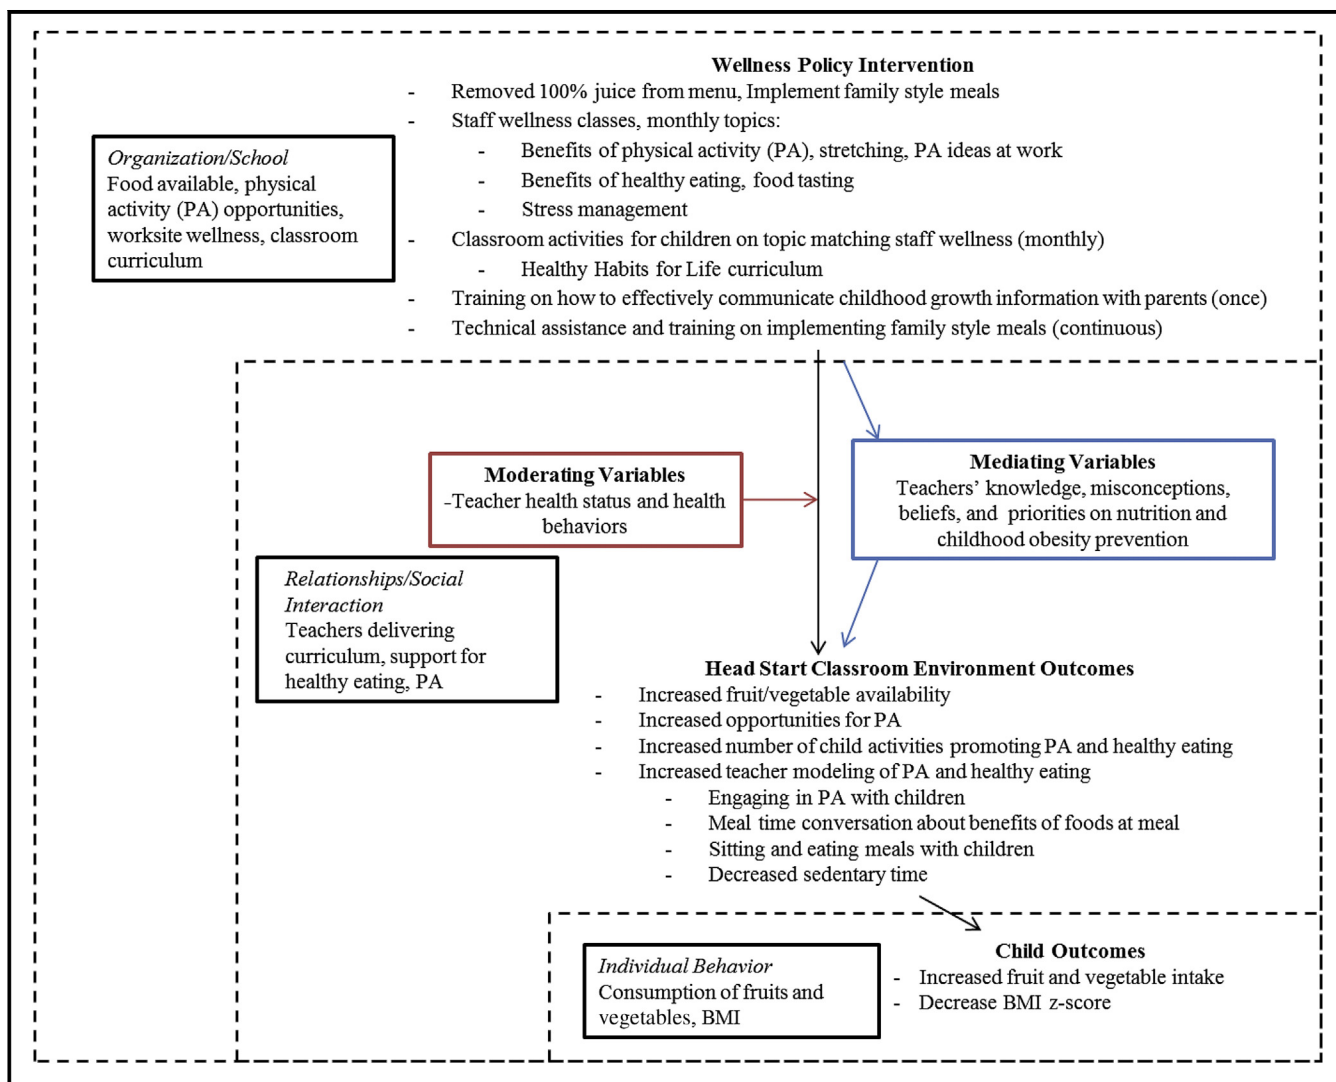 Wellness Policy Intervention
- Removed 100% juice from menu, Implement family style meals
- Staff wellness classes, monthly topics:
- Benefits of physical activity (PA), stretching, PA ideas at work
- Benefits of healthy eating, food tasting
- Stress management
- Classroom activities for children on topic matching staff wellness (monthly)
- Healthy Habits for Life curriculum
- Training on how to effectively communicate childhood growth information with parents (once)
- Technical assistance and training on implementing family style meals (continuous)
Organization/School
Food available, physical
activity (PA) opportunities,
worksite wellness, classroom
curriculum
Moderating Variables
-Teacher health status and health
behaviors
Mediating Variables
Teachers’ knowledge, misconceptions,
beliefs, and priorities on nutrition and
childhood obesity prevention
Relationships/Social
Interaction
Teachers delivering
curriculum, support for
healthy eating, PA
Head Start Classroom Environment Outcomes
- Increased fruit/vegetable availability
- Increased opportunities for PA
- Increased number of child activities promoting PA and healthy eating
- Increased teacher modeling of PA and healthy eating
- Engaging in PA with children
- Meal time conversation about benefits of foods at meal
- Sitting and eating meals with children
- Decreased sedentary time
Individual Behavior
Consumption of fruits and
vegetables, BMI
Child Outcomes
- Increased fruit and vegetable intake
- Decrease BMI z-score